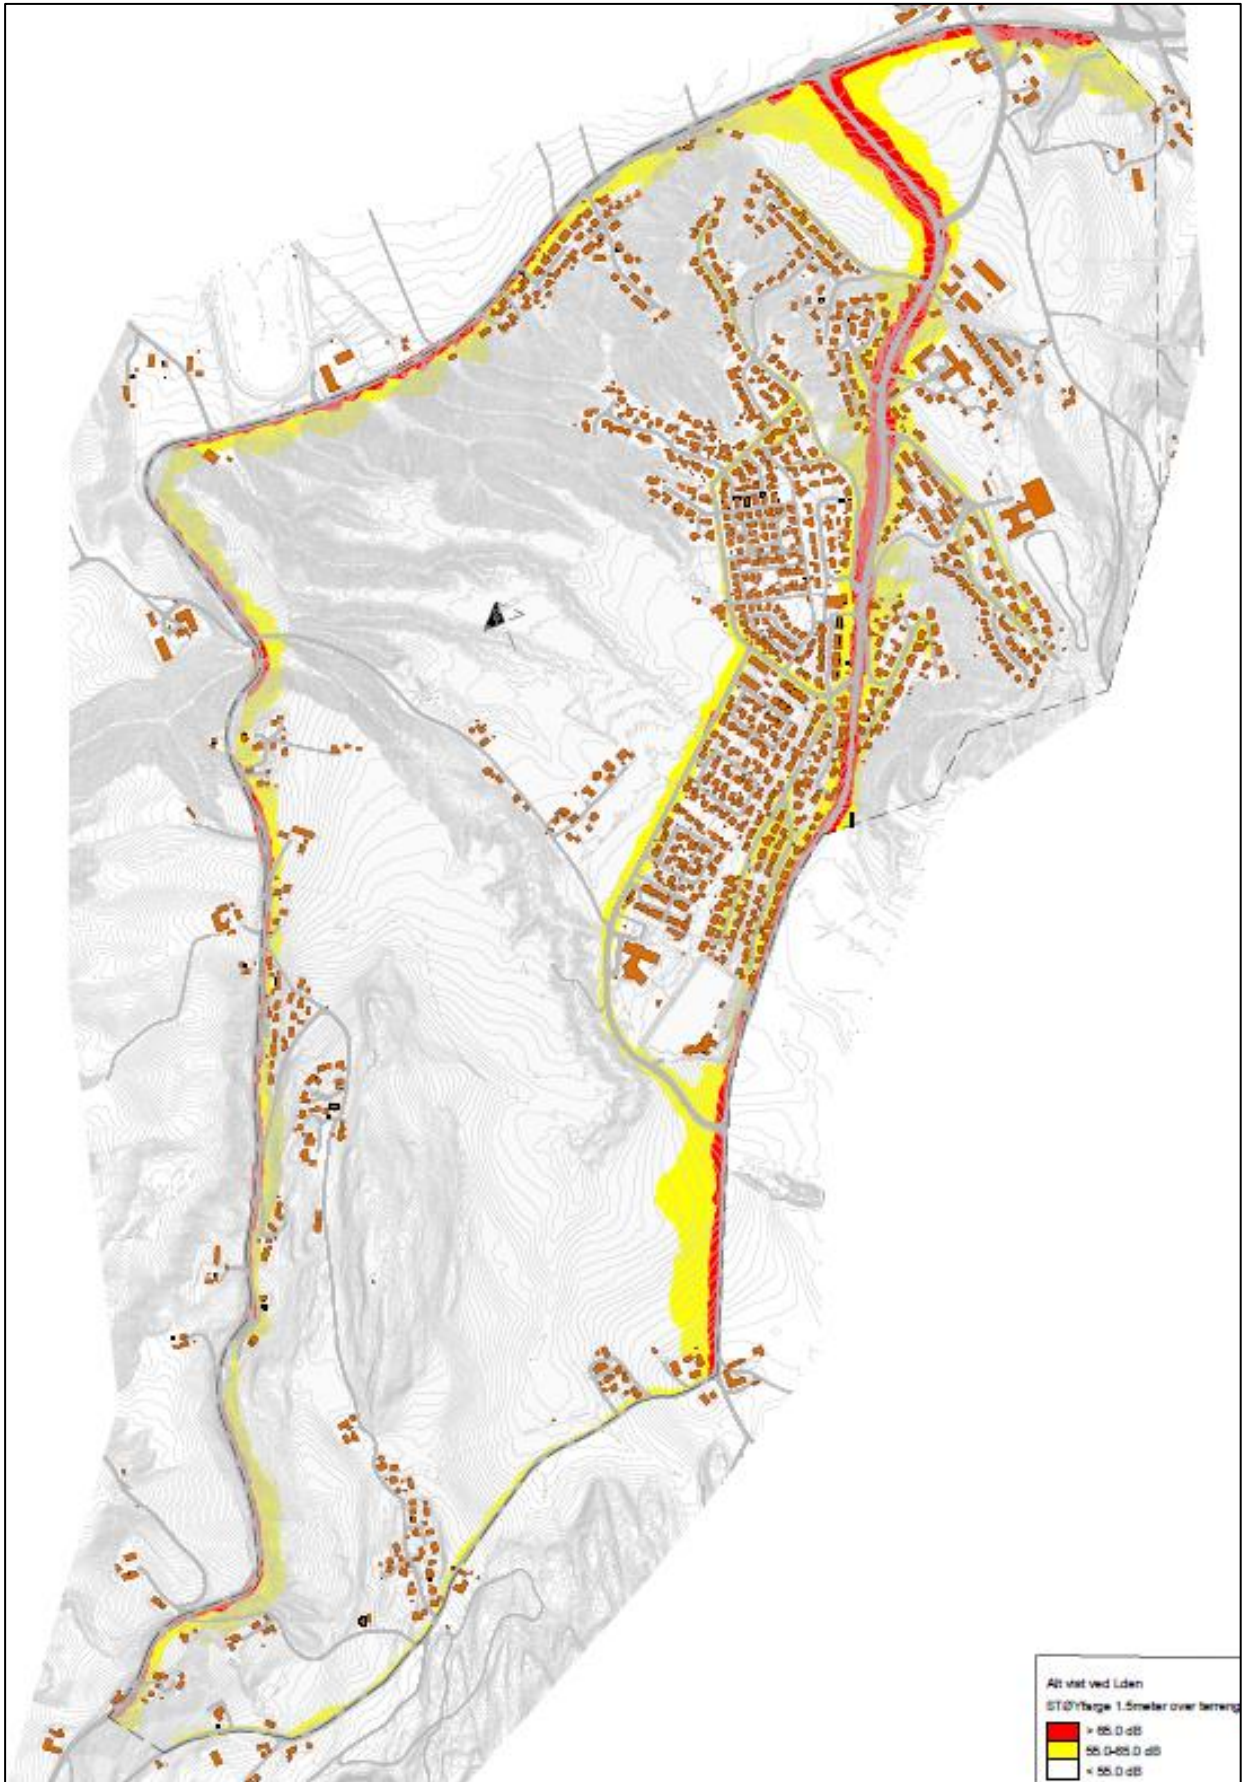 Alt vist ved Lden
STØYfarge 1.5meter over terreng
> 65.0 dB
55.0-65.0 dB
< 55.0 dB